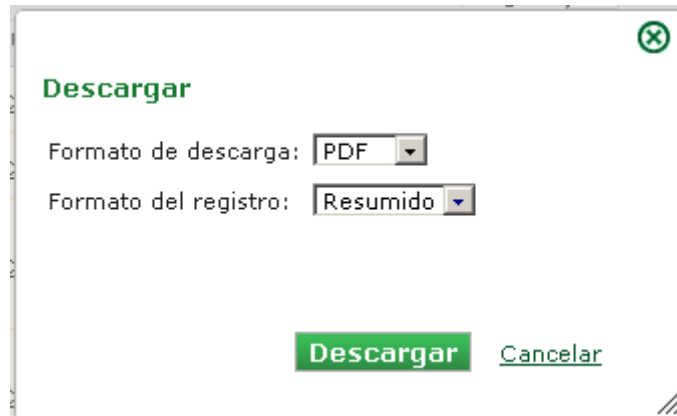 Descargar
Formato de descarga: PDF
Formato del registro: Resumido
Descargar Cancelar